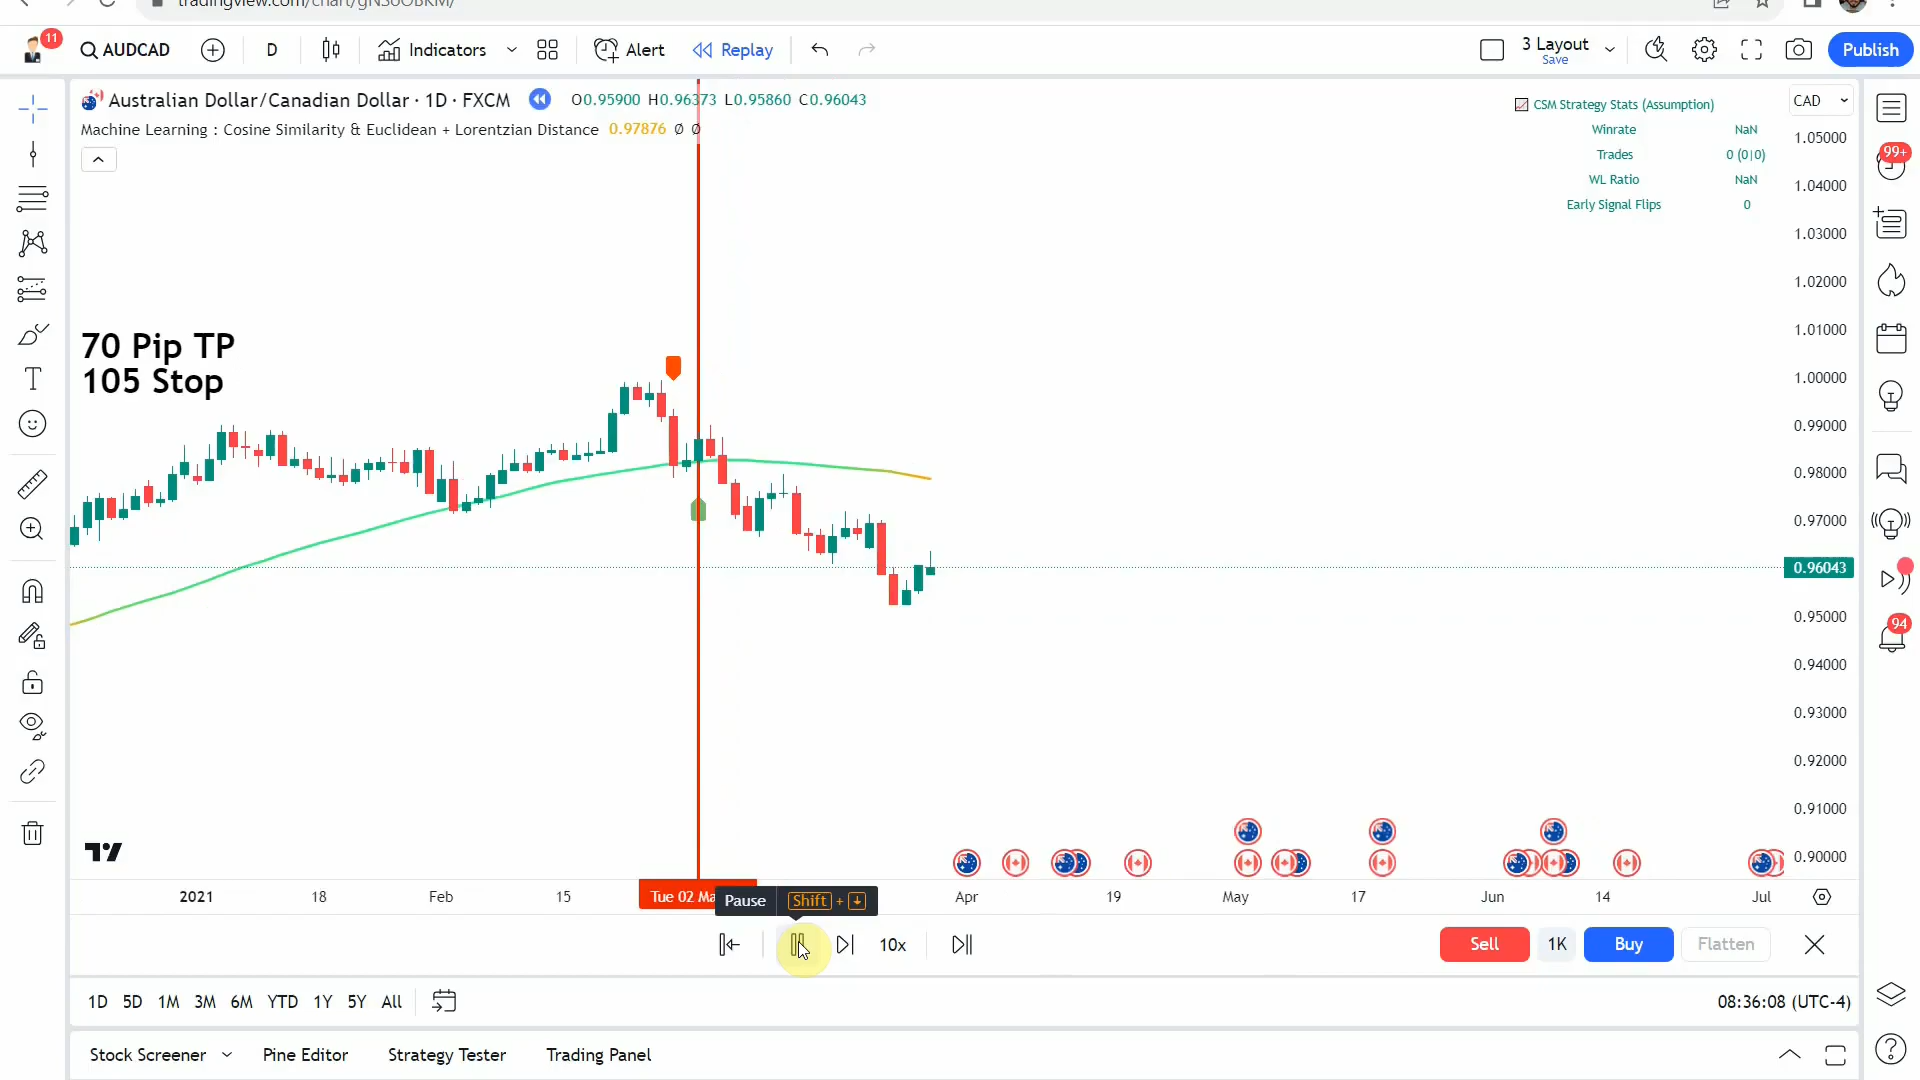 11
AUDCAD
D
Indicators
Alert
Replay
3 Layout
Save
Publish
Australian Dollar/Canadian Dollar · 1D · FXCM
O0.95900 H0.96373 L0.95860 C0.96043
Machine Learning : Cosine Similarity & Euclidean + Lorentzian Distance 0.97876 Ø Ø
CSM Strategy Stats (Assumption)
Winrate NaN
Trades 0 (0|0)
WL Ratio NaN
Early Signal Flips 0
CAD
1.05000
1.04000
1.03000
1.02000
1.01000
1.00000
0.99000
0.98000
0.97000
0.96043
0.95000
0.94000
0.93000
0.92000
0.91000
0.90000
99+
94
70 Pip TP
105 Stop
2021 18 Feb 15 Tue 02 Ma Apr 19 May 17 Jun 14 Jul
Pause Shift + ↓
10x
Sell 1K Buy Flatten
1D 5D 1M 3M 6M YTD 1Y 5Y All
08:36:08 (UTC-4)
Stock Screener Pine Editor Strategy Tester Trading Panel